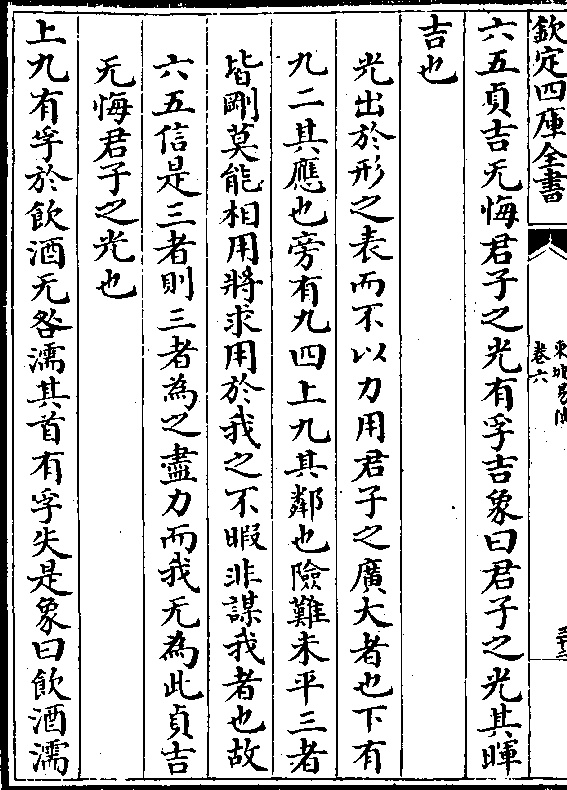 欽定四庫全書
東坡易傳
卷六
六五貞吉无悔君子之光有孚吉象曰君子之光其暉
吉也
光出於形之表而不以力用君子之廣大者也下有
九二其應也旁有九四上九其鄰也險難未平三者
皆剛莫能相用將求用於我之不暇非謀我者也故
六五信是三者則三者為之盡力而我无為此貞吉
无悔君子之光也
上九有孚於飲酒无咎濡其首有孚失是象曰飲酒濡